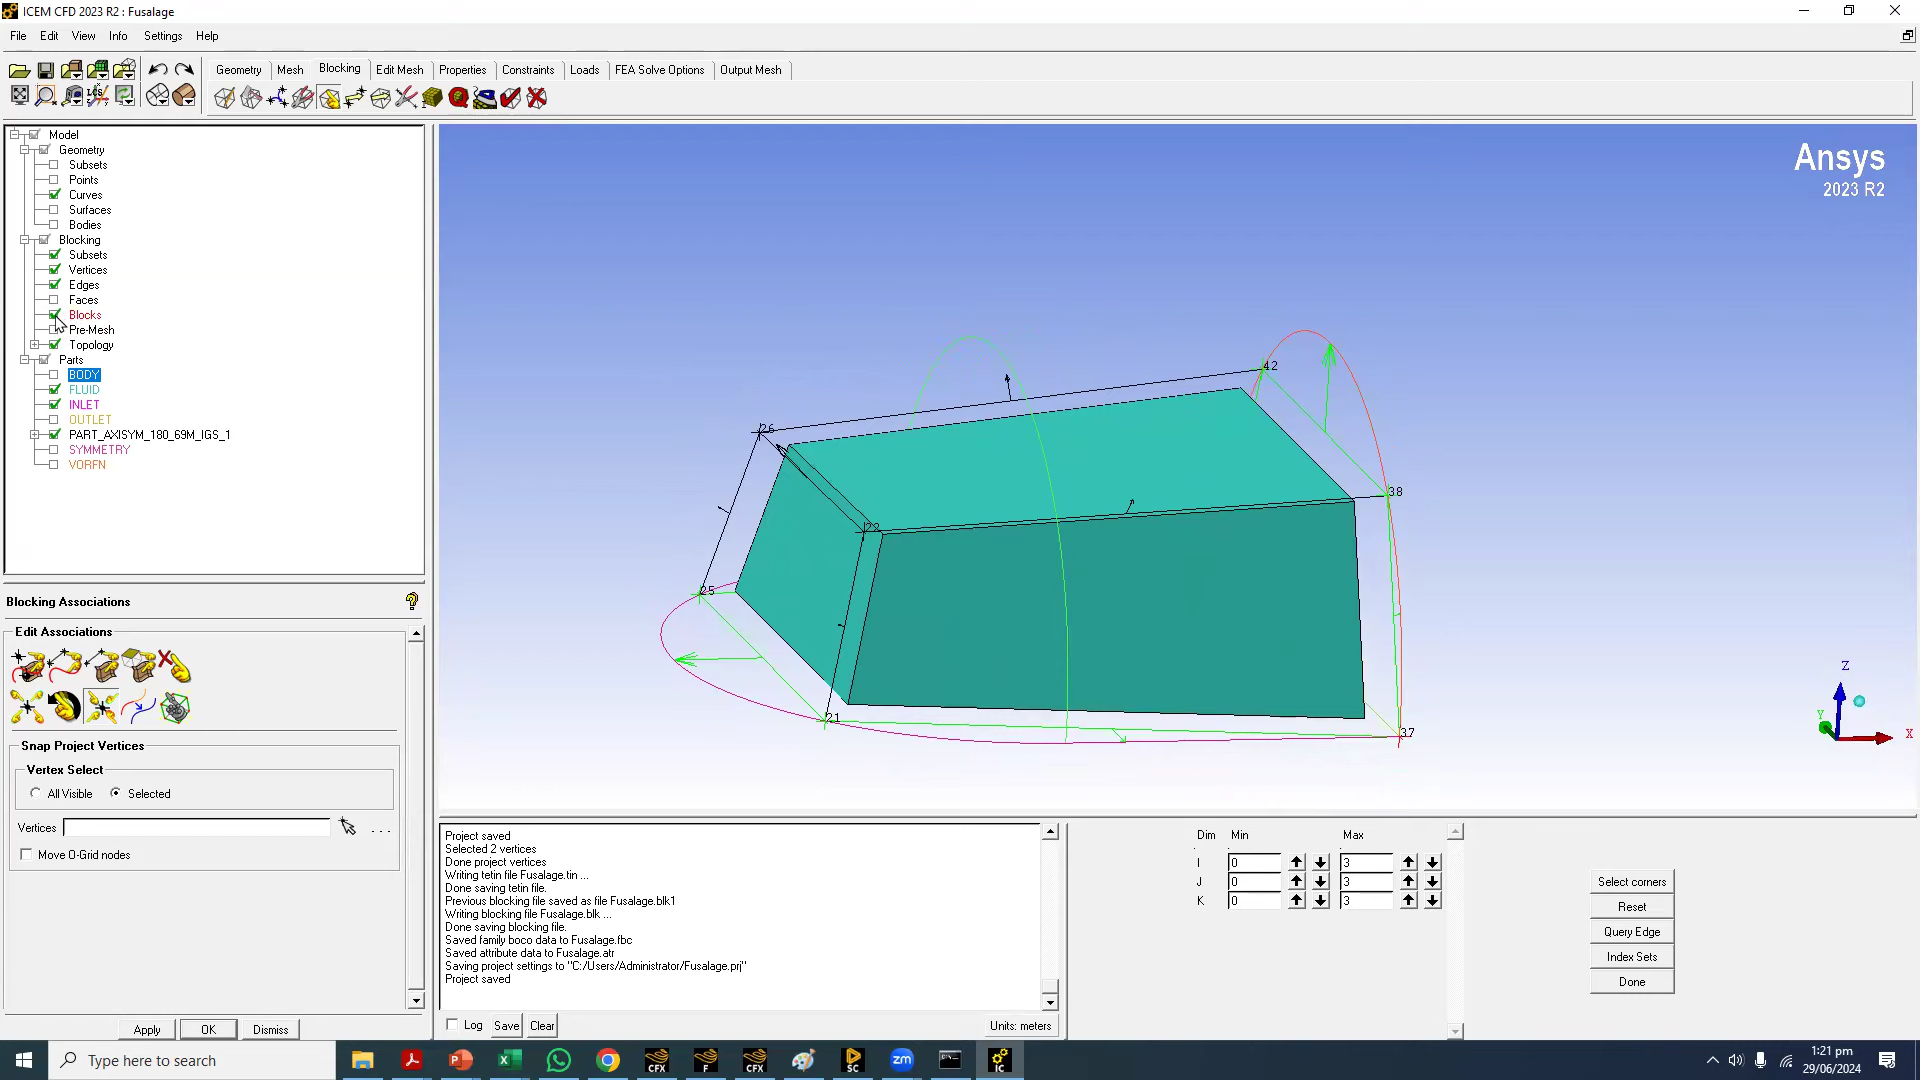 ICEM CFD 2023 R2 : Fusalage
File Edit View Info Settings Help
Geometry Mesh Blocking Edit Mesh Properties Constraints Loads FEA Solve Options Output Mesh
LCS
Model
Geometry
Subsets
Points
Curves
Surfaces
Bodies
Blocking
Subsets
Vertices
Edges
Faces
Blocks
Pre-Mesh
Topology
Parts
BODY
FLUID
INLET
OUTLET
PART_AXISYM_180_69M_IGS_1
SYMMETRY
VORFN
Ansys
2023 R2
42
26
38
22
25
21
37
Z
Y
X
Blocking Associations
Edit Associations
Snap Project Vertices
Vertex Select
All Visible Selected
Vertices . . .
Move O-Grid nodes
Apply OK Dismiss
Project saved
Selected 2 vertices
Done project vertices
Writing tetin file Fusalage.tin ...
Done saving tetin file.
Previous blocking file saved as file Fusalage.blk1
Writing blocking file Fusalage.blk ...
Done saving blocking file.
Saved family boco data to Fusalage.fbc
Saved attribute data to Fusalage.atr
Saving project settings to "C:/Users/Administrator/Fusalage.prj"
Project saved
Log Save Clear Units: meters
Dim Min Max
I 0 3
J 0 3
K 0 3
Select corners
Reset
Query Edge
Index Sets
Done
Type here to search
CFX
F
CFX
SC
zm
IC
1:21 pm
29/06/2024